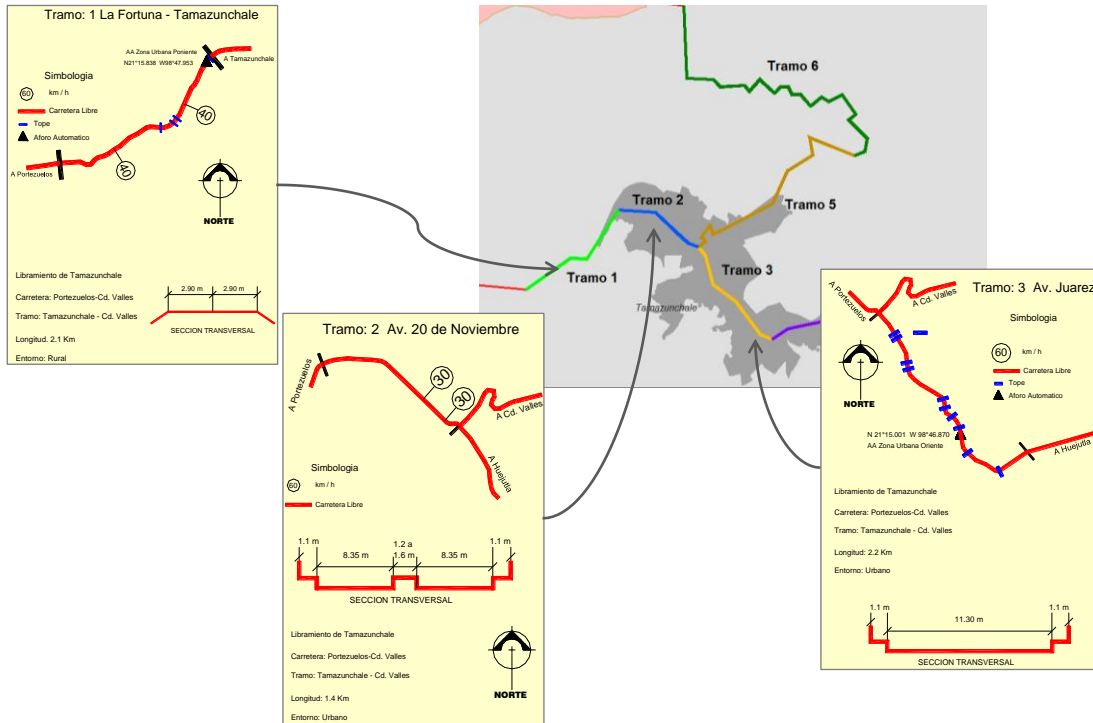 Tramo: 1 La Fortuna - Tamazunchale
AA Zona Urbana Poniente
N21°15.838 W98°47.953
A Tamazunchale
Simbologia
60 km / h
Carretera Libre
Tope
Aforo Automatico
40
40
A Portezuelos
NORTE
Libramiento de Tamazunchale
Carretera: Portezuelos-Cd. Valles
Tramo: Tamazunchale - Cd. Valles
Longitud. 2.1 Km
Entorno: Rural
2.90 m 2.90 m
SECCION TRANSVERSAL
Tramo 6
Tramo 2
Tramo 5
Tramo 1
Tramo 3
Tamazunchale
Tramo: 2 Av. 20 de Noviembre
A Portezuelos
30
30
A Cd. Valles
A Huejutla
Simbologia
60 km / h
Carretera Libre
1.1 m 8.35 m 1.2 a
1.6 m 8.35 m 1.1 m
SECCION TRANSVERSAL
Libramiento de Tamazunchale
Carretera: Portezuelos-Cd. Valles
Tramo: Tamazunchale - Cd. Valles
Longitud: 1.4 Km
Entorno: Urbano
NORTE
Tramo: 3 Av. Juarez
A Portezuelos
A Cd. Valles
Simbologia
60 km / h
Carretera Libre
Tope
Aforo Automatico
NORTE
N 21°15.001 W 98°46.870
AA Zona Urbana Oriente
A Huejutla
Libramiento de Tamazunchale
Carretera: Portezuelos-Cd. Valles
Tramo: Tamazunchale - Cd. Valles
Longitud: 2.2 Km
Entorno: Urbano
1.1 m 11.30 m 1.1 m
SECCION TRANSVERSAL